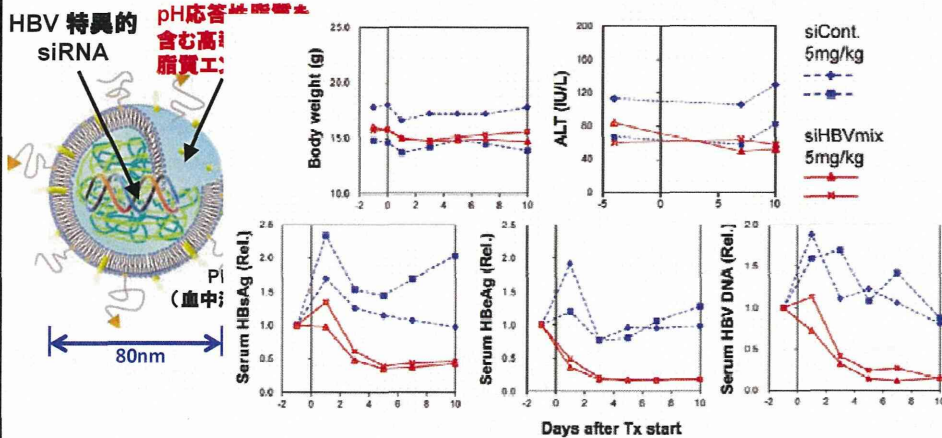 HBV 特異的
siRNA
pH応答性脂質を
含む高
脂質エン
80nm
Body weight (g)
25.0
20.0
15.0
10.0
-2 0 2 4 6 8 10
ALT (IU/L)
200
160
120
80
40
0
-5 0 5 10
siCont.
5mg/kg
siHBVmix
5mg/kg
Serum HBsAg (Rel.)
2.5
2.0
1.5
1.0
0.5
0.0
-2 0 2 4 6 8 10
Serum HBeAg (Rel.)
2.5
2.0
1.5
1.0
0.5
0.0
-2 0 2 4 6 8 10
Serum HBV DNA (Rel.)
2.0
1.5
1.0
0.5
0.0
-2 0 2 4 6 8 10
Days after Tx start